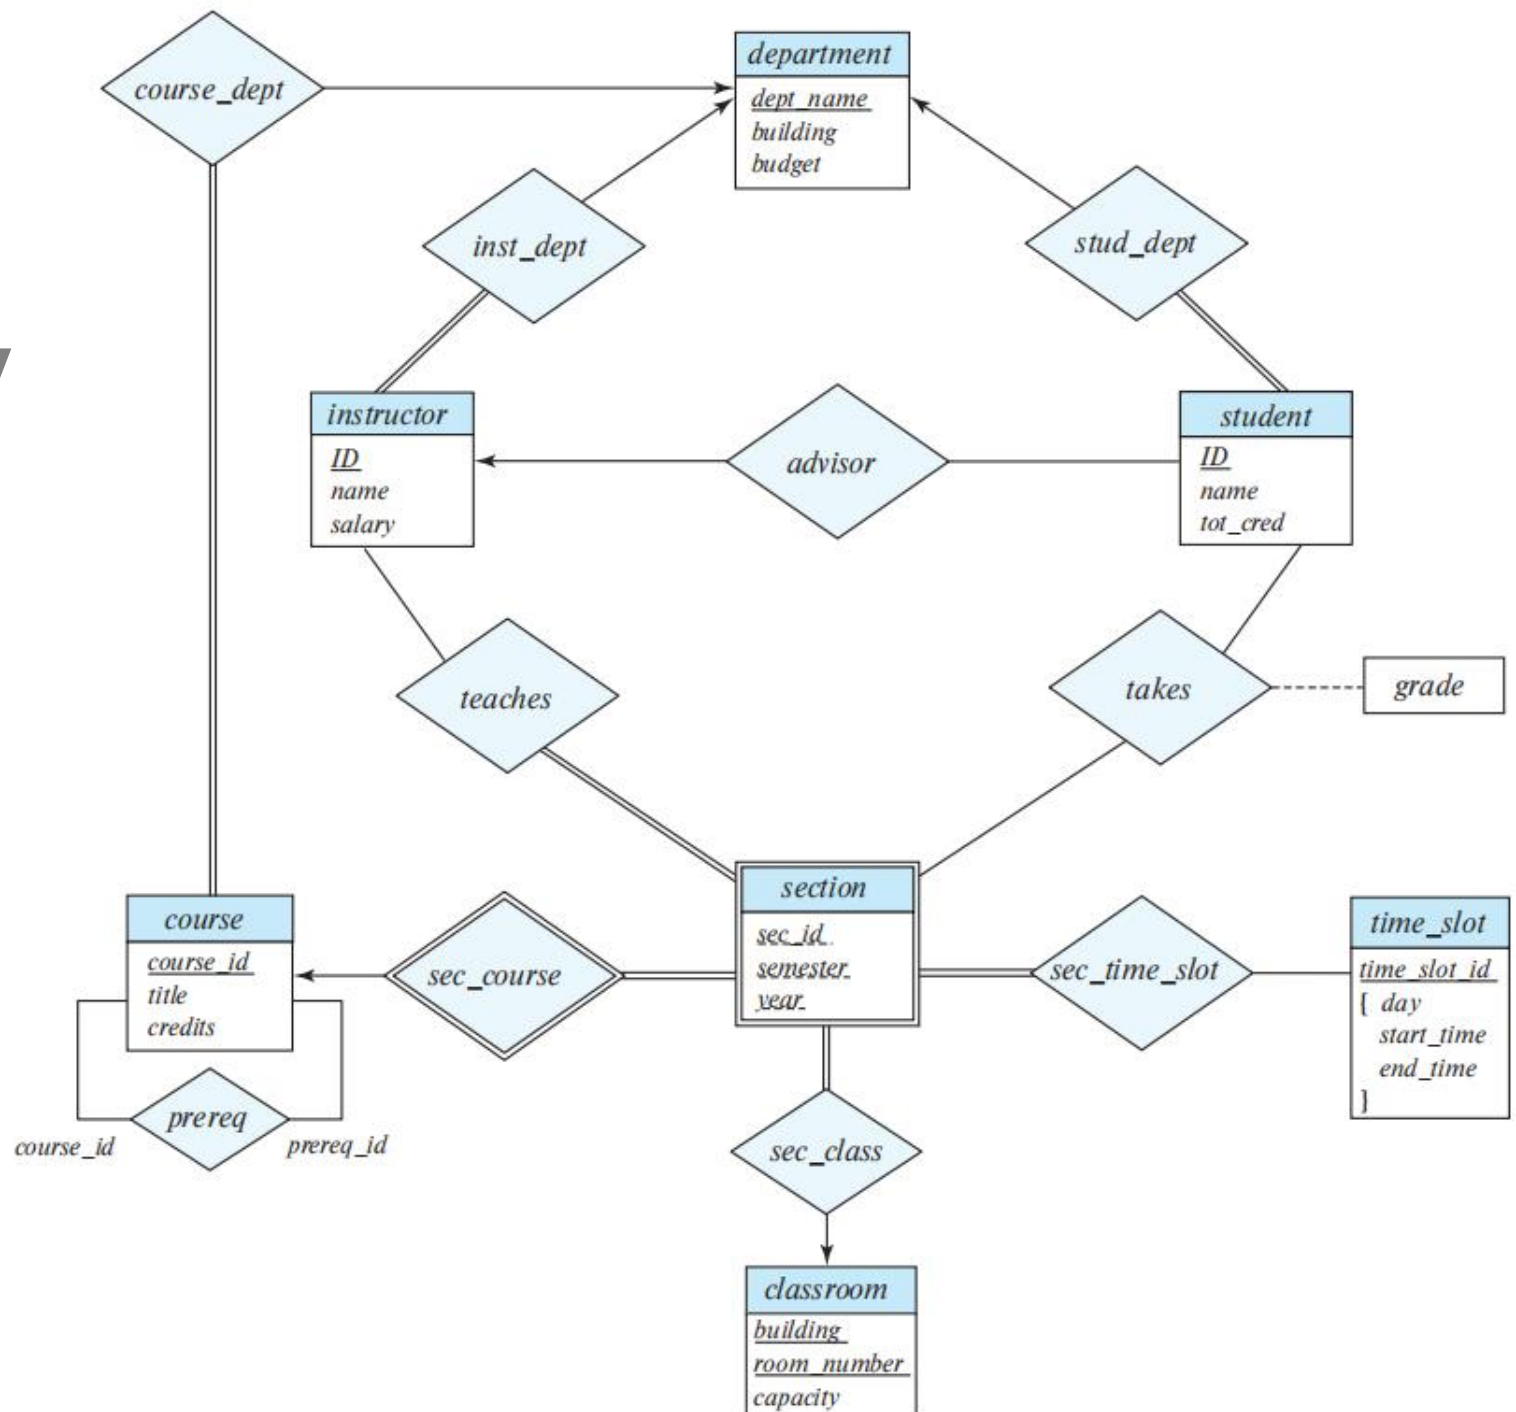 course_dept
department
dept_name
building
budget
inst_dept
stud_dept
instructor
ID
name
salary
advisor
student
ID
name
tot_cred
teaches
takes
grade
course
course_id
title
credits
prereq
course_id
prereq_id
sec_course
section
sec_id
semester
year
sec_time_slot
time_slot
time_slot_id
{ day
start_time
end_time
}
sec_class
classroom
building
room_number
capacity